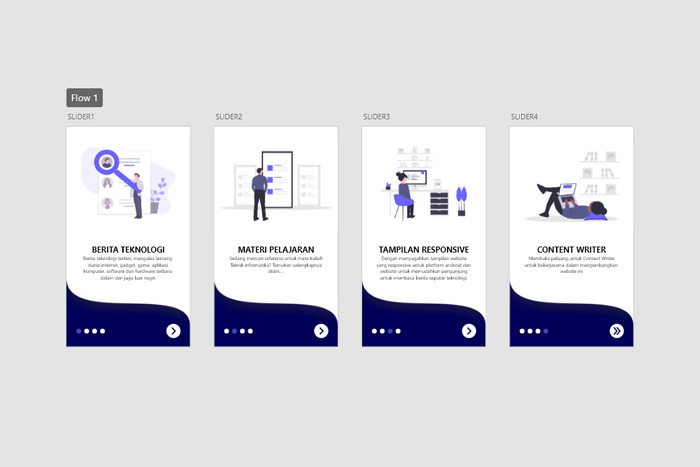 Flow 1
SLIDER1
SLIDER2
SLIDER3
SLIDER4
BERITA TEKNOLOGI
Berita teknologi terkini, mengulas tentang
dunia internet, gadget, game, aplikasi
komputer, software dan hardware terbaru
dalam dan juga luar negri.
MATERI PELAJARAN
Sedang mencari referensi untuk mata kuliah
Teknik informatika? Temukan selengkapnya
disini...
TAMPILAN RESPONSIVE
Dengan menyuguhkan tampilan website
yang responsive untuk platform android dan
website untuk memudahkan pengunjung
untuk membaca berita seputar teknologi
CONTENT WRITER
Membuka peluang untuk Content Writer
untuk bekerjasama dalam mengembangkan
website ini